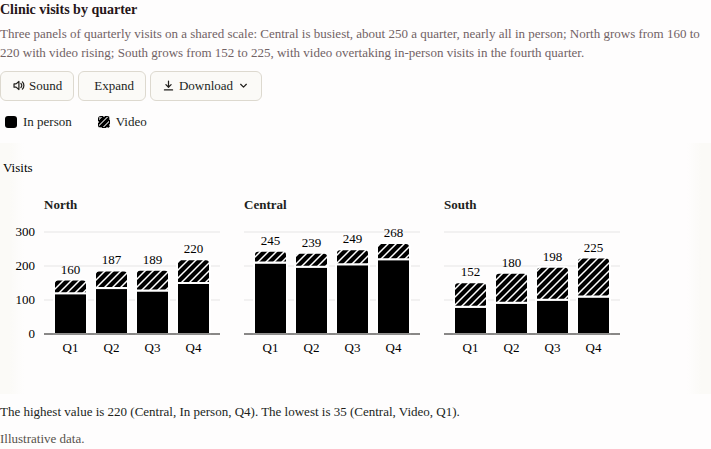 Clinic visits by quarter
Three panels of quarterly visits on a shared scale: Central is busiest, about 250 a quarter, nearly all in person; North grows from 160 to
220 with video rising; South grows from 152 to 225, with video overtaking in-person visits in the fourth quarter.
Sound Expand Download
In person Video
Visits
North Central South
300
200
100
0
160 187 189 220
245 239 249 268
152 180 198 225
Q1 Q2 Q3 Q4 Q1 Q2 Q3 Q4 Q1 Q2 Q3 Q4
The highest value is 220 (Central, In person, Q4). The lowest is 35 (Central, Video, Q1).
Illustrative data.